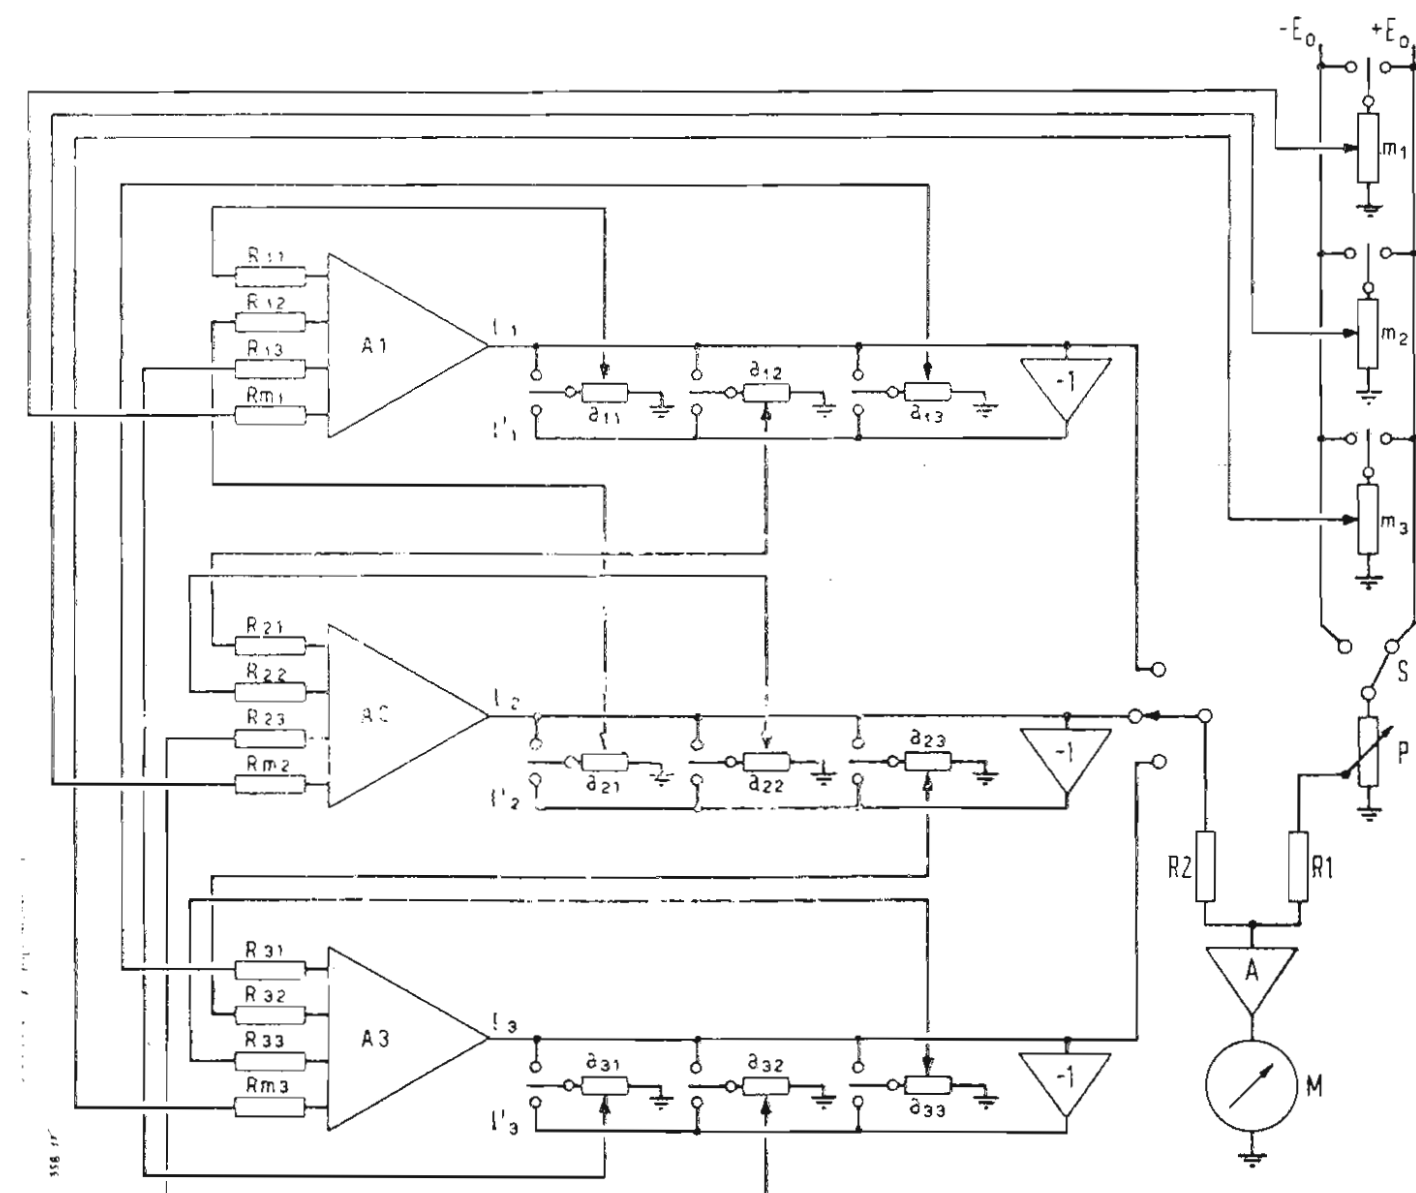 -E₀ +E₀
m₁
R₁₁
R₁₂
R₁₃
Rm₁
A1
a₁₁
a₁₂
a₁₃
-1
m₂
m₃
R₂₁
R₂₂
R₂₃
Rm₂
a₂₁
a₂₂
a₂₃
-1
S
P
R2
R1
R₃₁
R₃₂
R₃₃
Rm₃
A3
a₃₁
a₃₂
a₃₃
-1
A
M